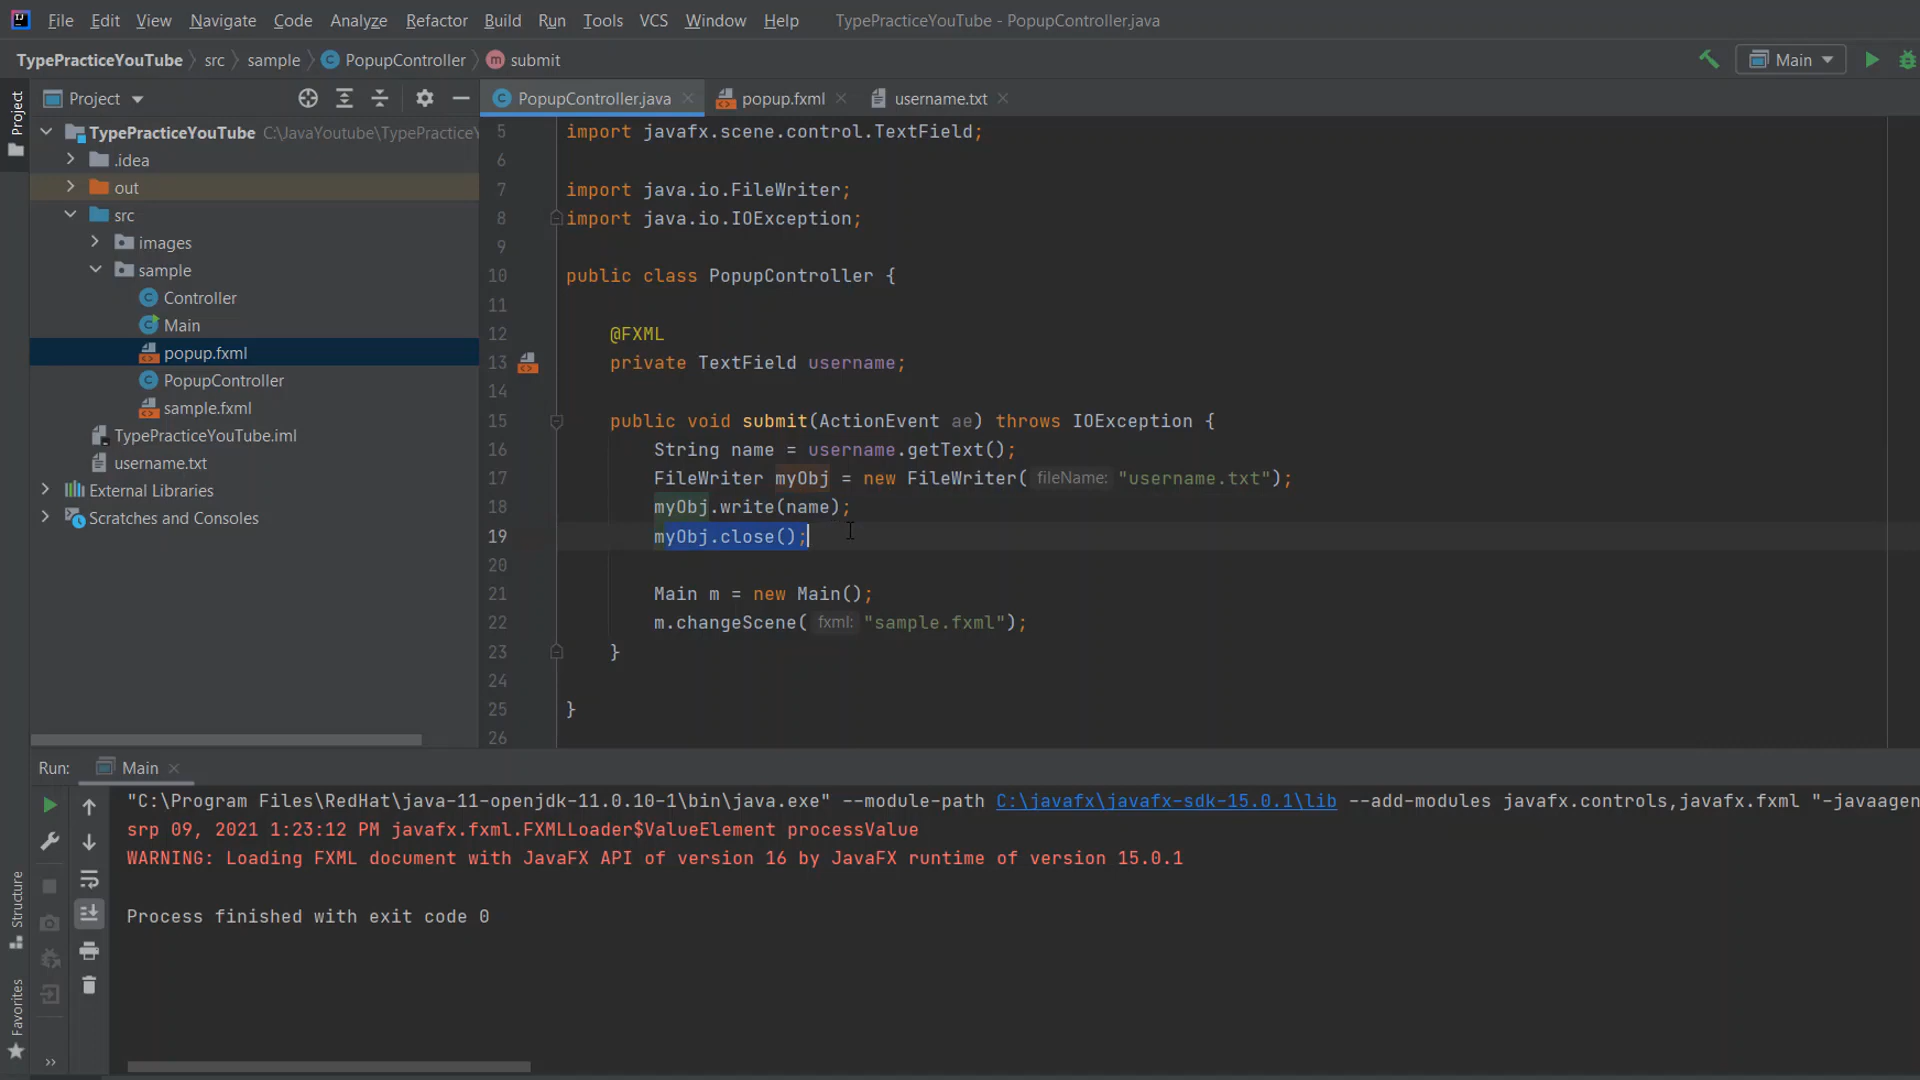 File Edit View Navigate Code Analyze Refactor Build Run Tools VCS Window Help TypePracticeYouTube - PopupController.java
TypePracticeYouTube src sample PopupController submit Main
Project PopupController.java popup.fxml username.txt
Project
TypePracticeYouTube C:\JavaYoutube\TypePracticeY
.idea
out
src
images
sample
Controller
Main
popup.fxml
PopupController
sample.fxml
TypePracticeYouTube.iml
username.txt
External Libraries
Scratches and Consoles
5 import javafx.scene.control.TextField;
6
7 import java.io.FileWriter;
8 import java.io.IOException;
9
10 public class PopupController {
11
12 @FXML
13 private TextField username;
14
15 public void submit(ActionEvent ae) throws IOException {
16 String name = username.getText();
17 FileWriter myObj = new FileWriter( fileName: "username.txt");
18 myObj.write(name);
19 myObj.close();
20
21 Main m = new Main();
22 m.changeScene( fxml: "sample.fxml");
23 }
24
25 }
26
Run: Main
"C:\Program Files\RedHat\java-11-openjdk-11.0.10-1\bin\java.exe" --module-path C:\javafx\javafx-sdk-15.0.1\lib --add-modules javafx.controls,javafx.fxml "-javaagen
srp 09, 2021 1:23:12 PM javafx.fxml.FXMLLoader$ValueElement processValue
WARNING: Loading FXML document with JavaFX API of version 16 by JavaFX runtime of version 15.0.1
Process finished with exit code 0
Structure
Favorites